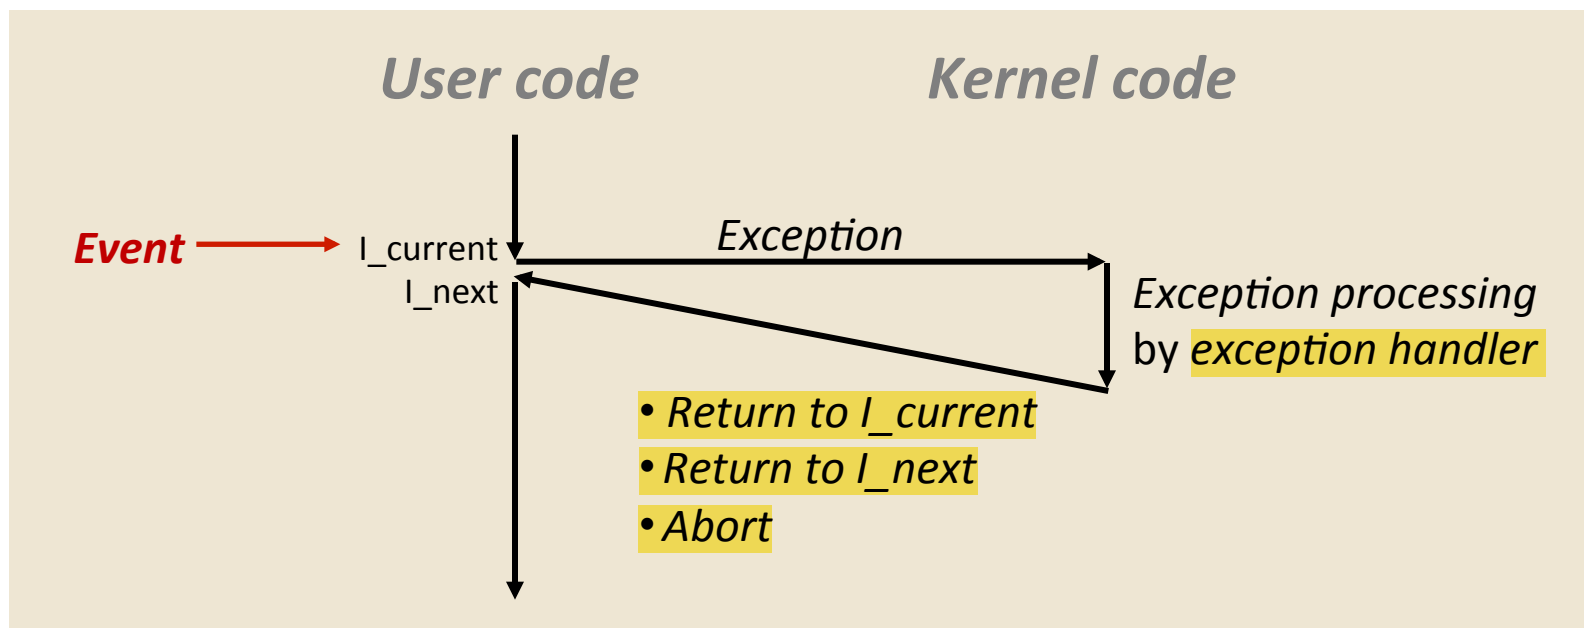 User code
Kernel code
Event
I_current
Exception
I_next
Exception processing
by exception handler
• Return to I_current
• Return to I_next
• Abort